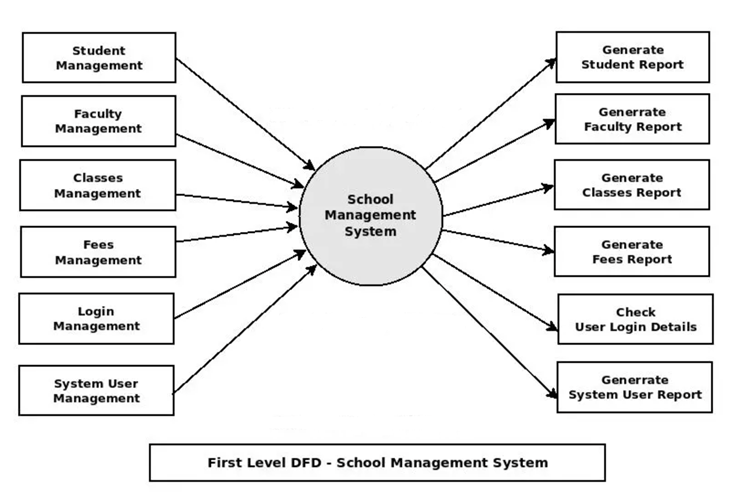 Student
Management
Faculty
Management
Classes
Management
Fees
Management
Login
Management
System User
Management
School
Management
System
Generate
Student Report
Generrate
Faculty Report
Generate
Classes Report
Generate
Fees Report
Check
User Login Details
Generrate
System User Report
First Level DFD - School Management System